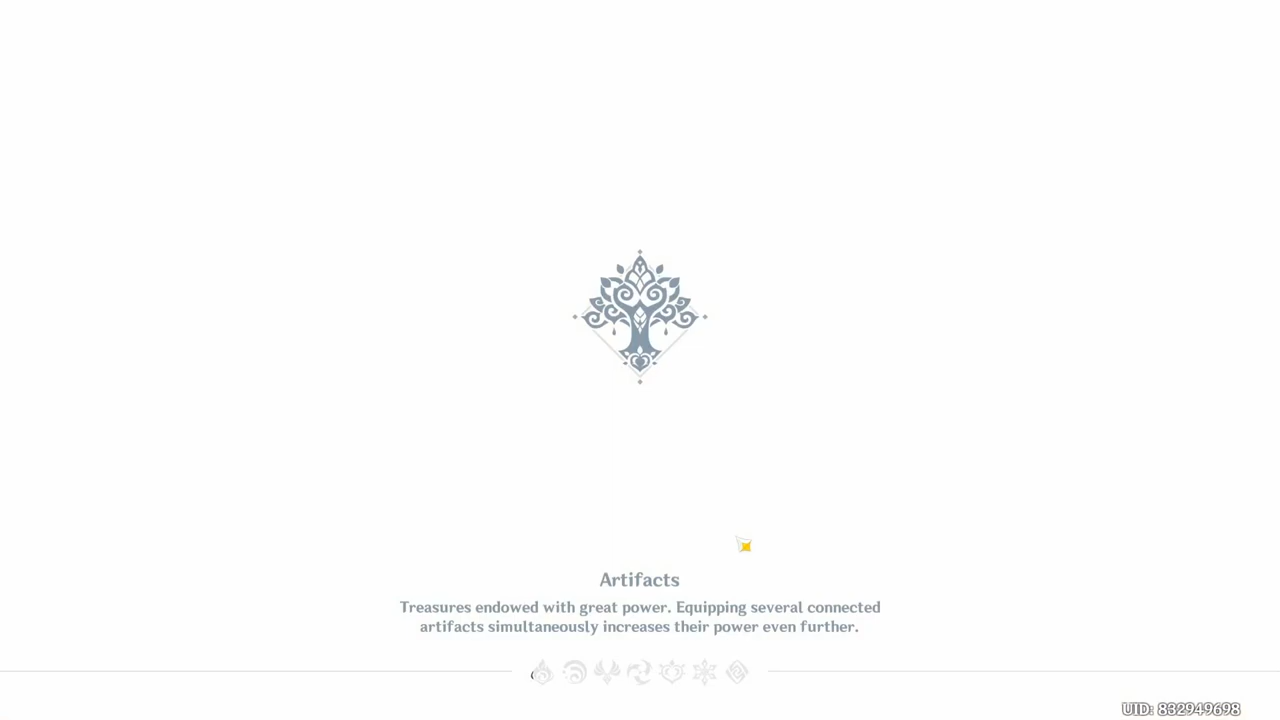 Artifacts
Treasures endowed with great power. Equipping several connected
artifacts simultaneously increases their power even further.
UID: 832949698